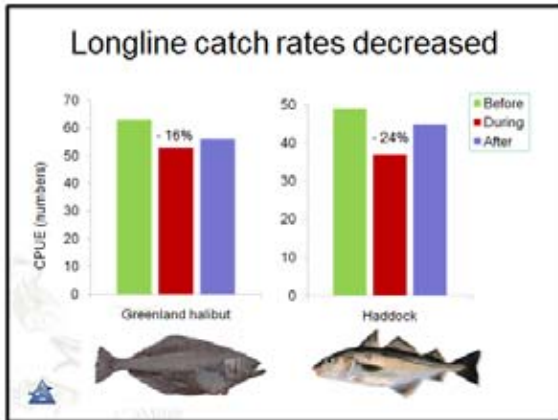 Longline catch rates decreased
CPUE (numbers)
70
60
50
40
30
20
10
0
- 16%
Greenland halibut
50
40
30
20
10
0
- 24%
Haddock
Before
During
After